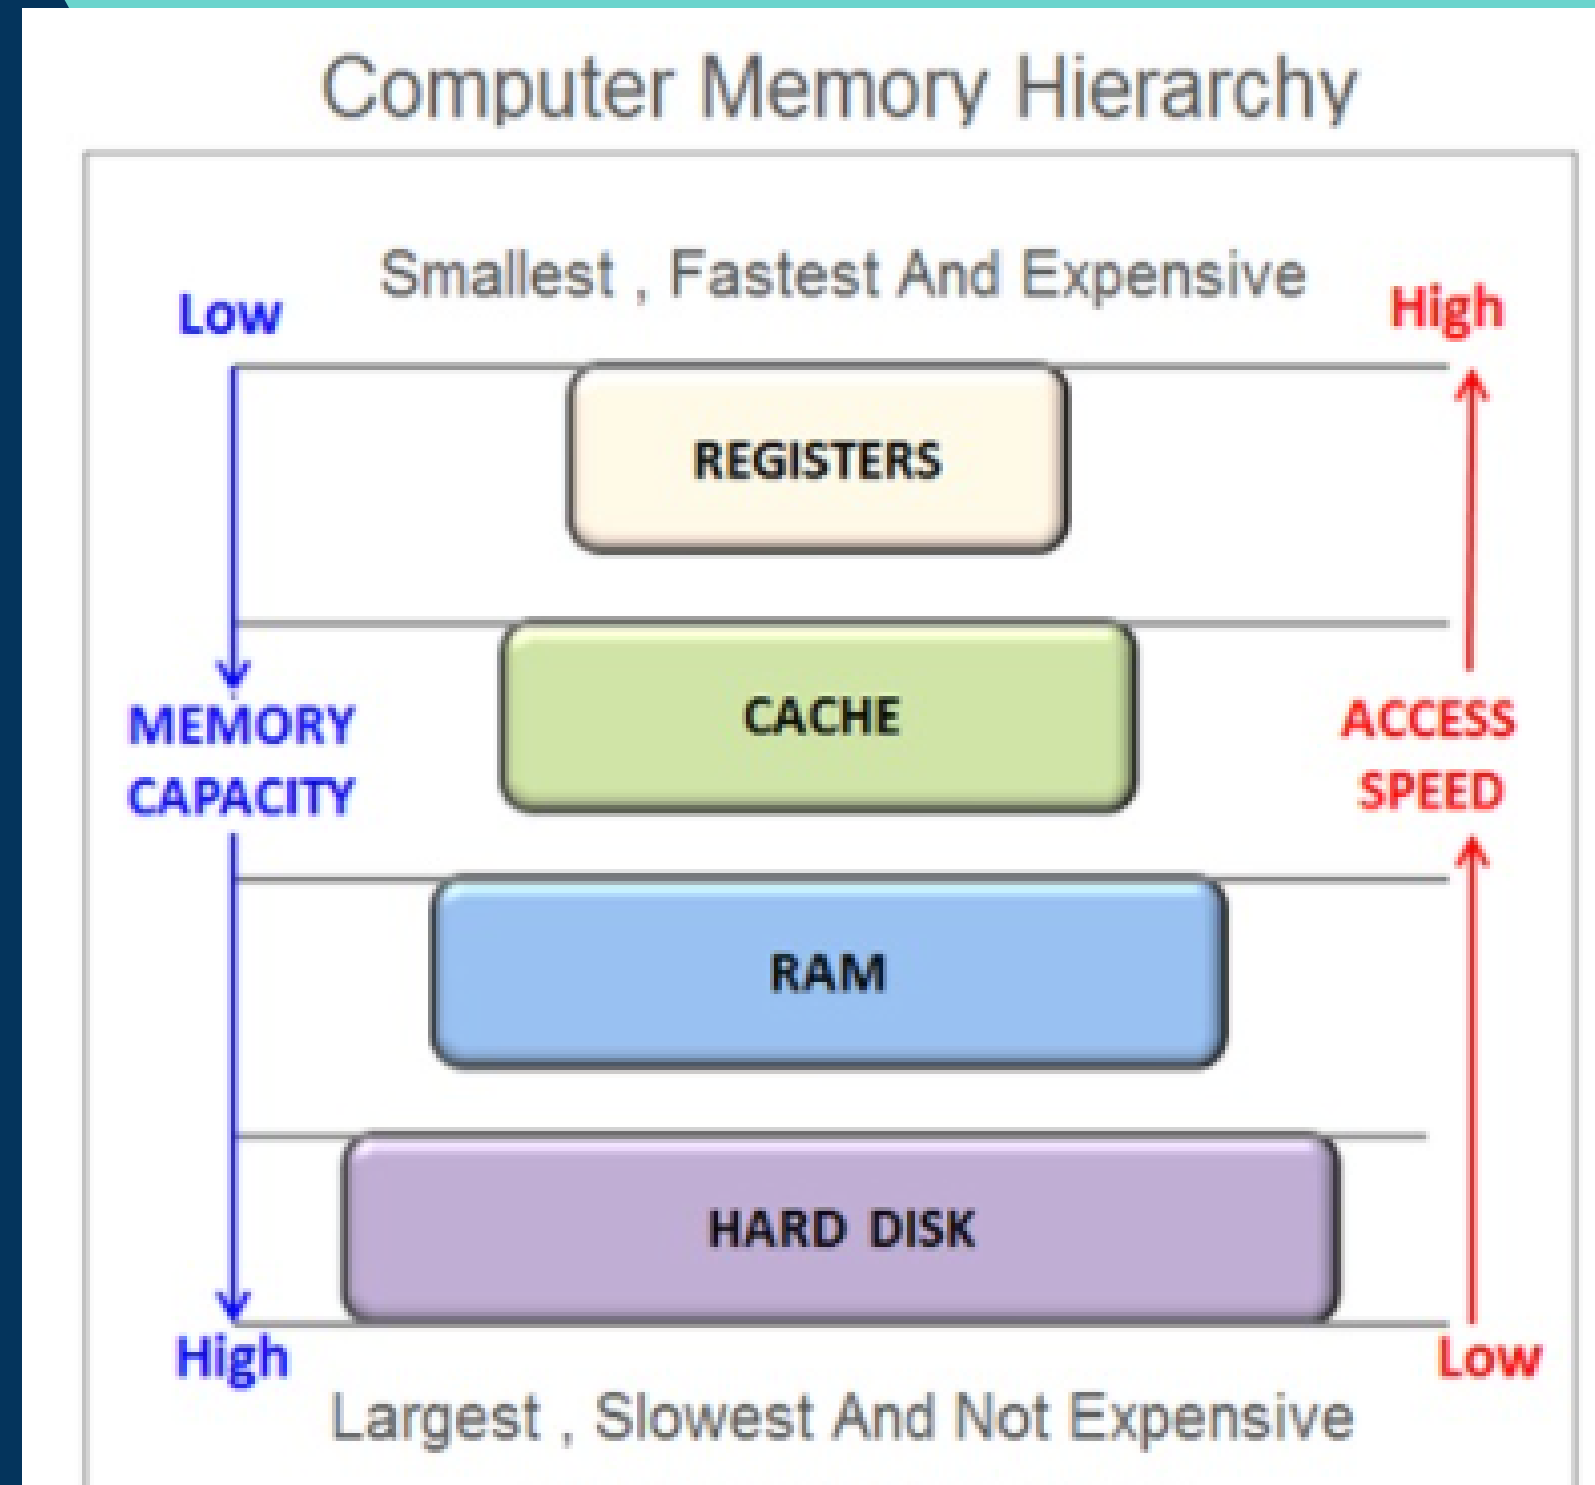 Computer Memory Hierarchy
Smallest , Fastest And Expensive
Low
High
REGISTERS
CACHE
MEMORY
CAPACITY
ACCESS
SPEED
RAM
HARD DISK
High
Low
Largest , Slowest And Not Expensive